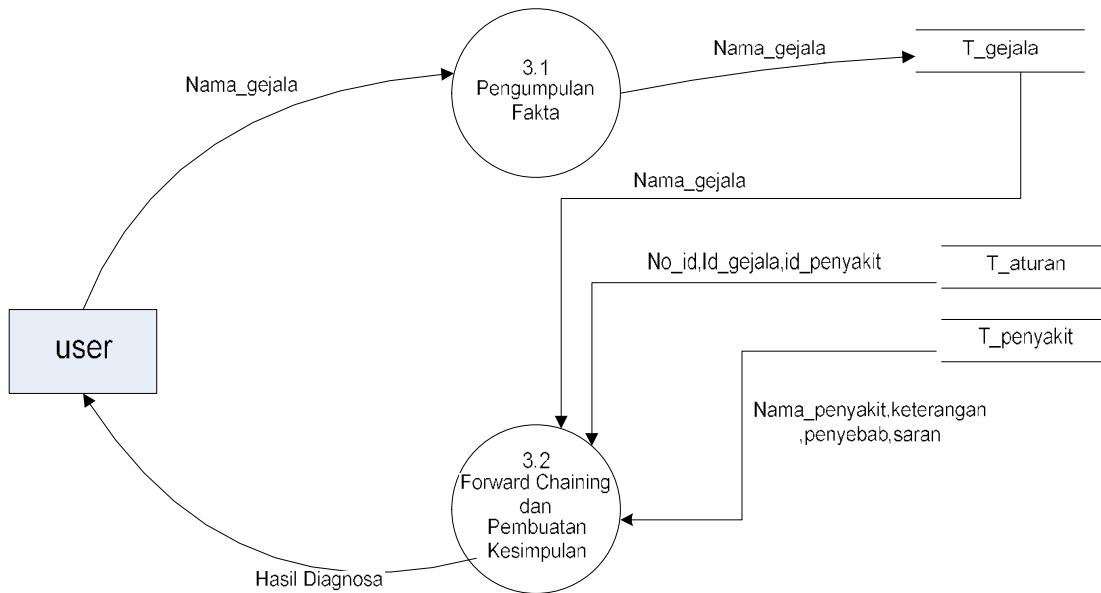 Nama_gejala
3.1
Pengumpulan
Fakta
Nama_gejala
T_gejala
Nama_gejala
No_id,Id_gejala,id_penyakit
T_aturan
T_penyakit
user
Nama_penyakit,keterangan
,penyebab,saran
3.2
Forward Chaining
dan
Pembuatan
Kesimpulan
Hasil Diagnosa